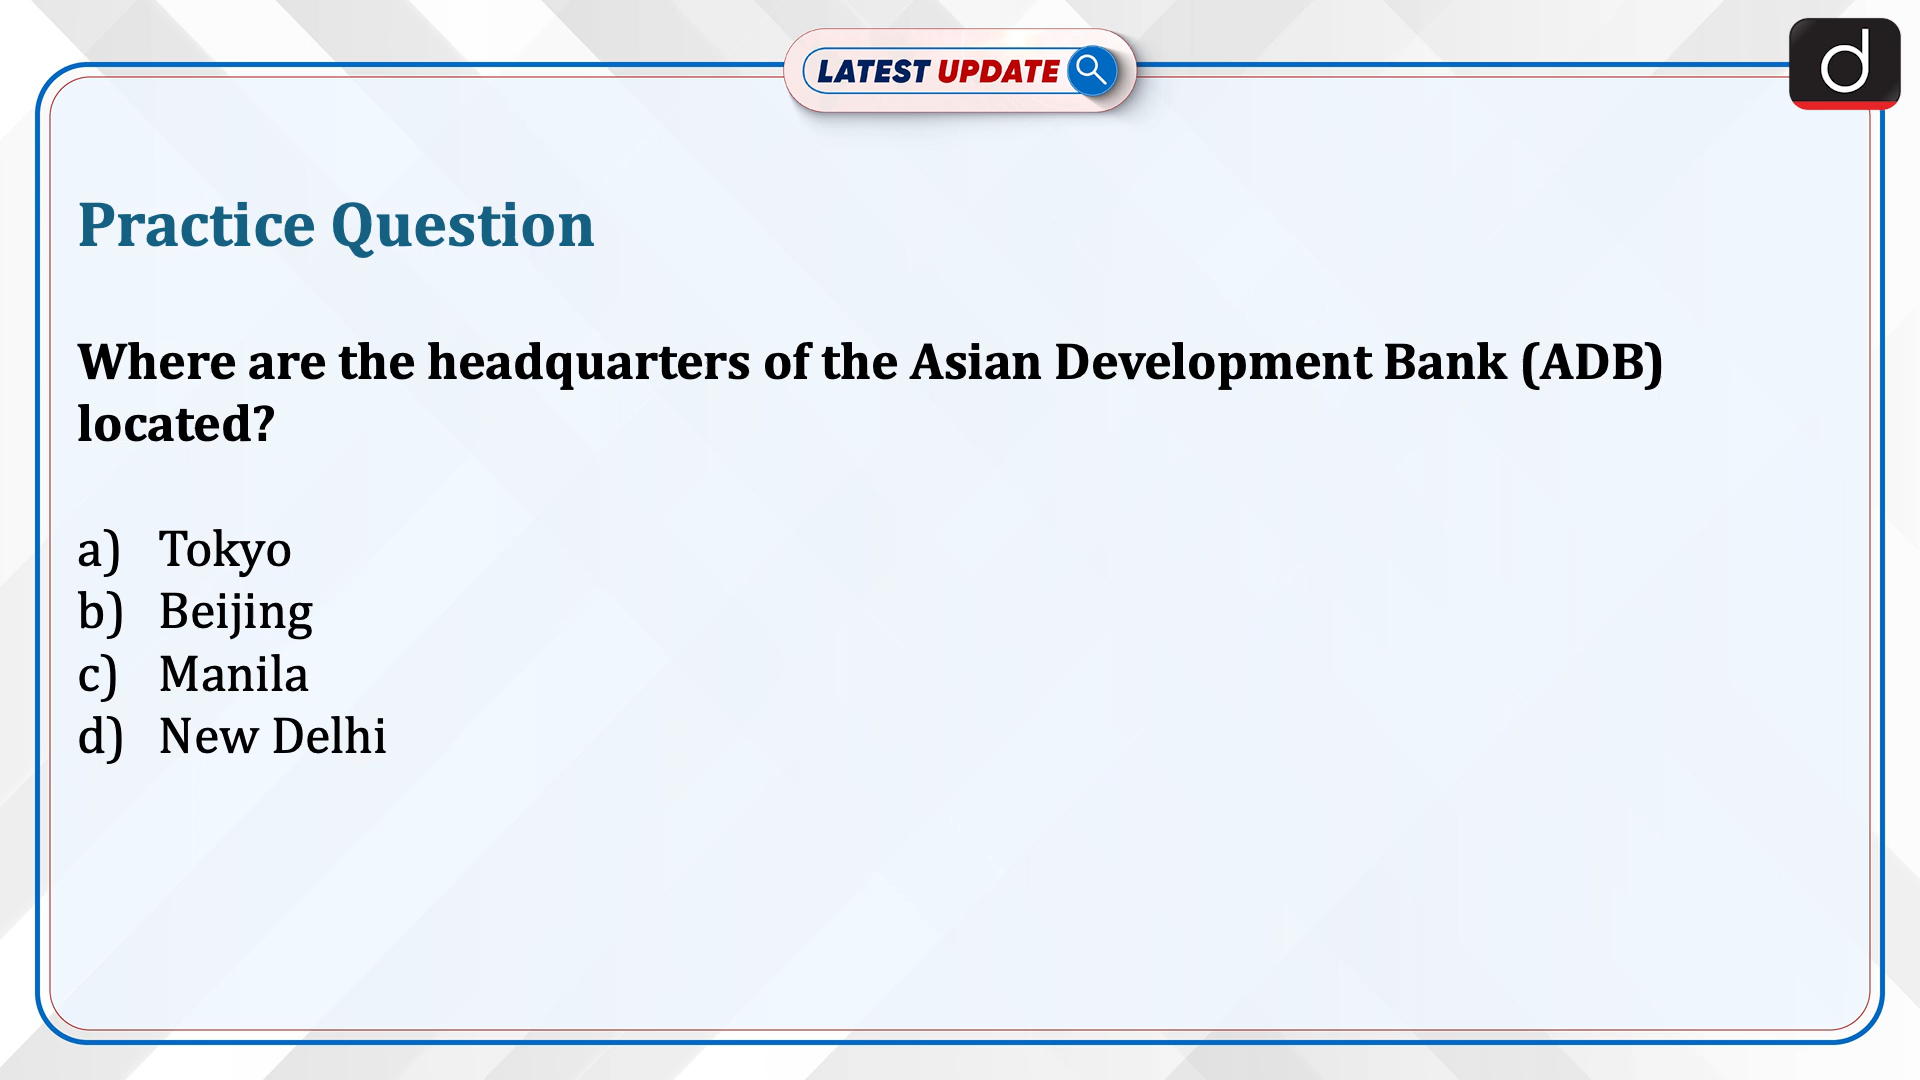 LATEST UPDATE
d
Practice Question
Where are the headquarters of the Asian Development Bank (ADB)
located?
a) Tokyo
b) Beijing
c) Manila
d) New Delhi